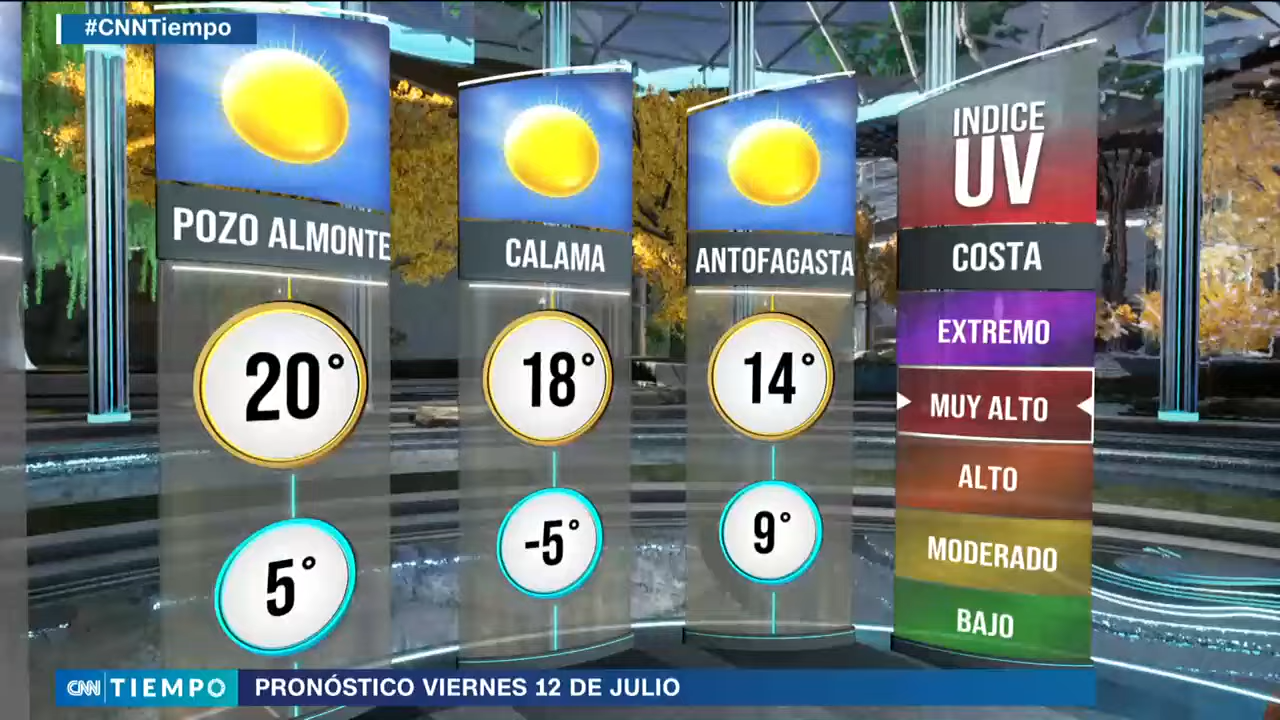 #CNNTiempo
POZO ALMONTE
20°
5°
CALAMA
18°
-5°
ANTOFAGASTA
14°
9°
INDICE
UV
COSTA
EXTREMO
MUY ALTO
ALTO
MODERADO
BAJO
CNN TIEMPO PRONÓSTICO VIERNES 12 DE JULIO